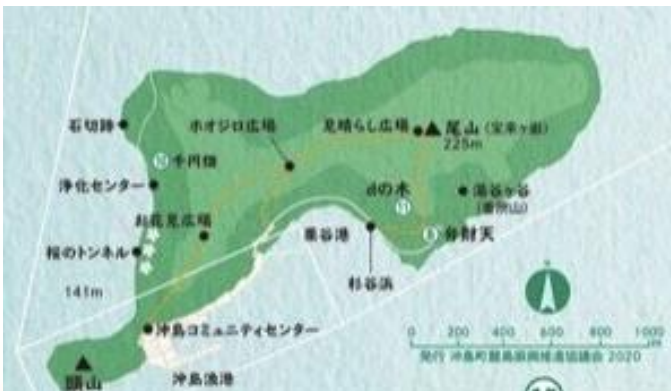 石切跡
ホオジロ広場
見晴らし広場
尾山(宝来ヶ嶽)
225m
千円畑
浄化センター
dの木
湯谷ヶ谷
お花見広場
栗谷港
弁財天
桜のトンネル
杉谷浜
141m
沖島コミュニティセンター
0 200 400 600 800 1000
発行 沖島町離島振興推進協議会 2020
頭山
沖島漁港